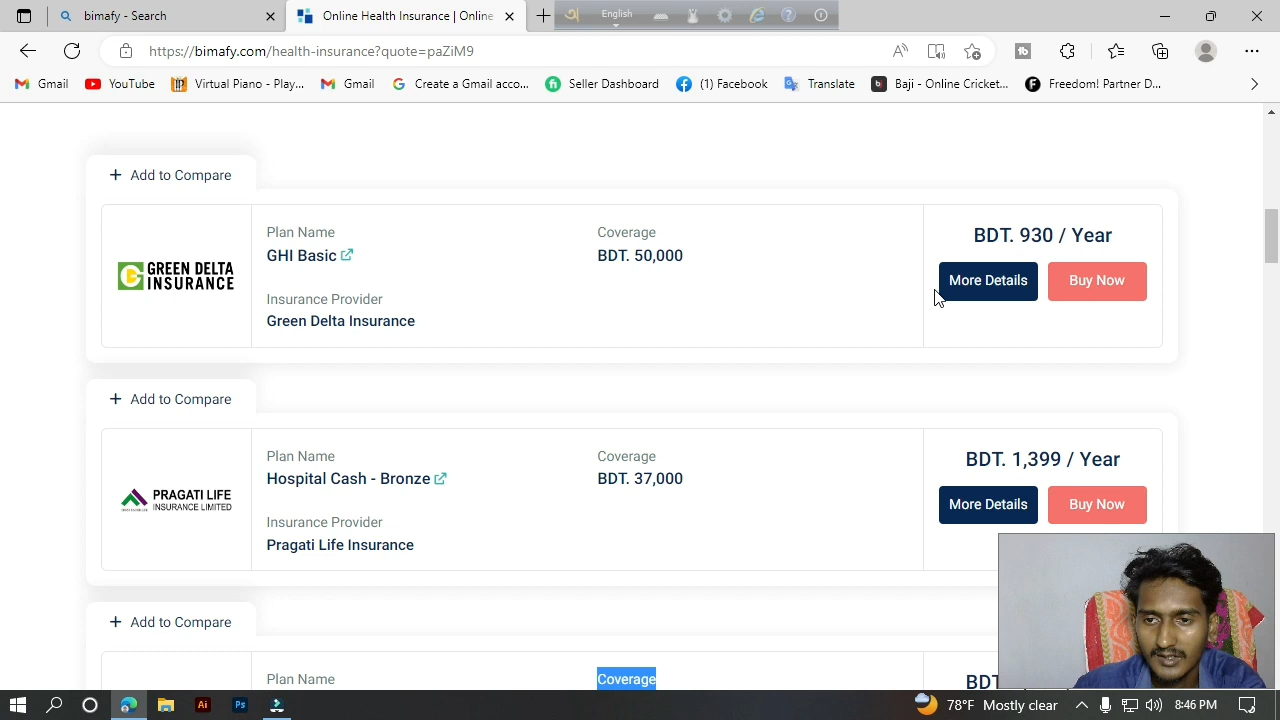 bimafy - Search
Online Health Insurance | Online
English
https://bimafy.com/health-insurance?quote=paZiM9
Gmail
YouTube
Virtual Piano - Play...
Gmail
Create a Gmail acco...
Seller Dashboard
(1) Facebook
Translate
Baji - Online Cricket...
Freedom! Partner D...
+ Add to Compare
GREEN DELTA
INSURANCE
Plan Name
GHI Basic
Insurance Provider
Green Delta Insurance
Coverage
BDT. 50,000
BDT. 930 / Year
More Details
Buy Now
+ Add to Compare
PRAGATI LIFE
INSURANCE LIMITED
Plan Name
Hospital Cash - Bronze
Insurance Provider
Pragati Life Insurance
Coverage
BDT. 37,000
BDT. 1,399 / Year
More Details
Buy Now
+ Add to Compare
Plan Name
Coverage
BDT
78°F Mostly clear
8:46 PM